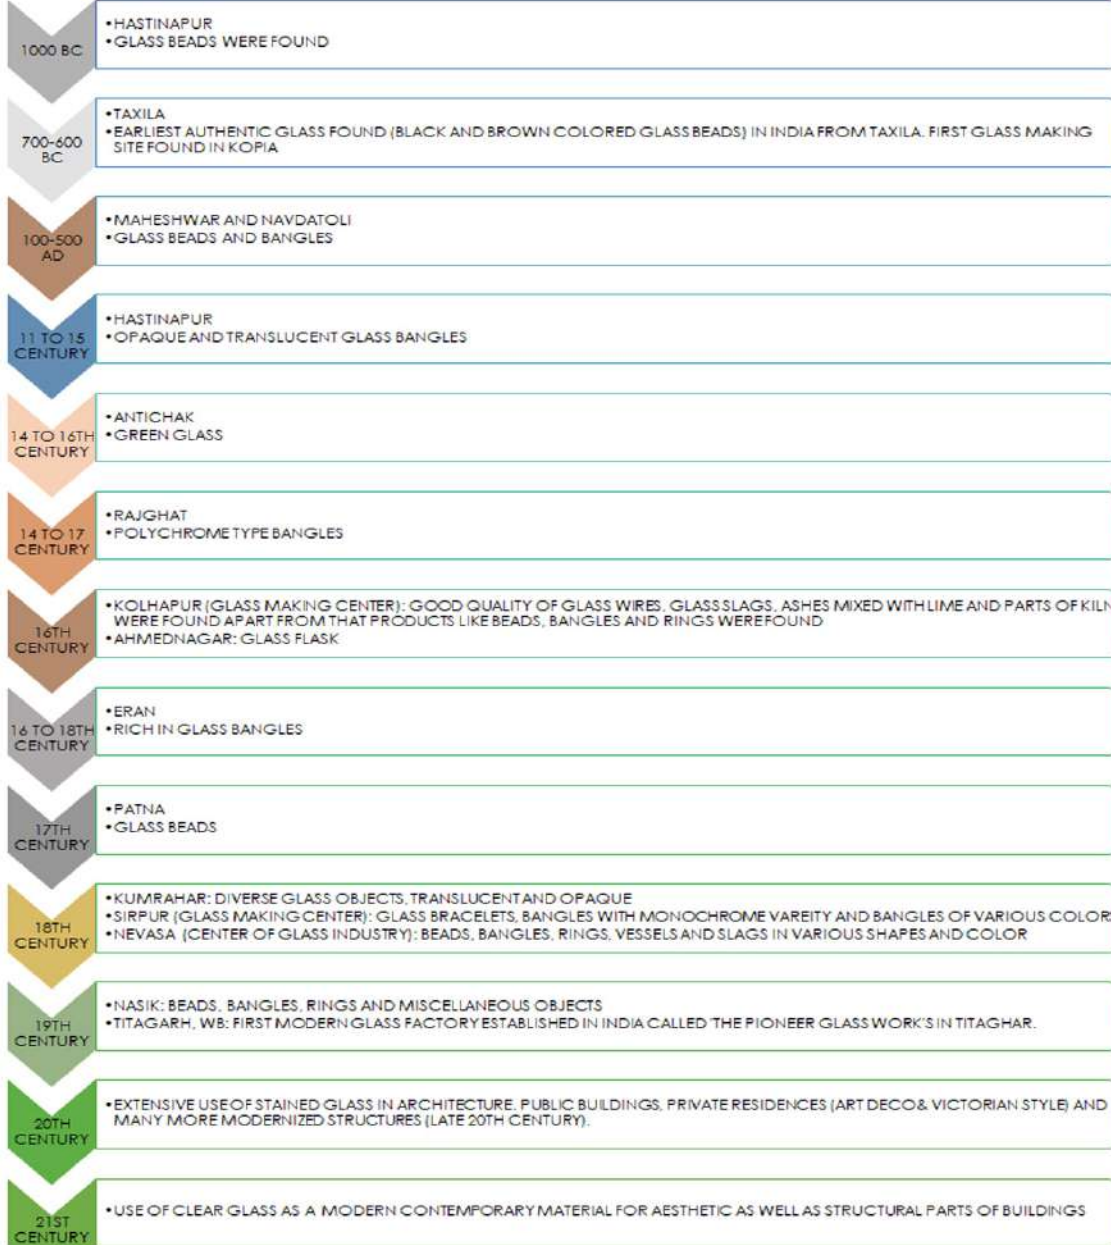 1000 BC
•HASTINAPUR
•GLASS BEADS WERE FOUND
700-600
BC
•TAXILA
•EARLIEST AUTHENTIC GLASS FOUND (BLACK AND BROWN COLORED GLASS BEADS) IN INDIA FROM TAXILA. FIRST GLASS MAKING
SITE FOUND IN KOPIA
100-500
AD
•MAHESHWAR AND NAVDATOLI
•GLASS BEADS AND BANGLES
11 TO 15
CENTURY
•HASTINAPUR
•OPAQUE AND TRANSLUCENT GLASS BANGLES
14 TO 16TH
CENTURY
•ANTICHAK
•GREEN GLASS
14 TO 17
CENTURY
•RAJGHAT
•POLYCHROME TYPE BANGLES
16TH
CENTURY
•KOLHAPUR (GLASS MAKING CENTER): GOOD QUALITY OF GLASS WIRES, GLASS SLAGS, ASHES MIXED WITH LIME AND PARTS OF KILN
WERE FOUND APART FROM THAT PRODUCTS LIKE BEADS, BANGLES AND RINGS WERE FOUND
•AHMEDNAGAR: GLASS FLASK
16 TO 18TH
CENTURY
•ERAN
•RICH IN GLASS BANGLES
17TH
CENTURY
•PATNA
•GLASS BEADS
18TH
CENTURY
•KUMRAHAR: DIVERSE GLASS OBJECTS, TRANSLUCENT AND OPAQUE
•SIRPUR (GLASS MAKING CENTER): GLASS BRACELETS, BANGLES WITH MONOCHROME VAREITY AND BANGLES OF VARIOUS COLORS
•NEVASA (CENTER OF GLASS INDUSTRY): BEADS, BANGLES, RINGS, VESSELS AND SLAGS IN VARIOUS SHAPES AND COLOR
19TH
CENTURY
•NASIK: BEADS, BANGLES, RINGS AND MISCELLANEOUS OBJECTS
•TITAGARH, WB: FIRST MODERN GLASS FACTORY ESTABLISHED IN INDIA CALLED 'THE PIONEER GLASS WORK'S IN TITAGHAR.
20TH
CENTURY
•EXTENSIVE USE OF STAINED GLASS IN ARCHITECTURE, PUBLIC BUILDINGS, PRIVATE RESIDENCES (ART DECO & VICTORIAN STYLE) AND
MANY MORE MODERNIZED STRUCTURES (LATE 20TH CENTURY).
21ST
CENTURY
•USE OF CLEAR GLASS AS A MODERN CONTEMPORARY MATERIAL FOR AESTHETIC AS WELL AS STRUCTURAL PARTS OF BUILDINGS